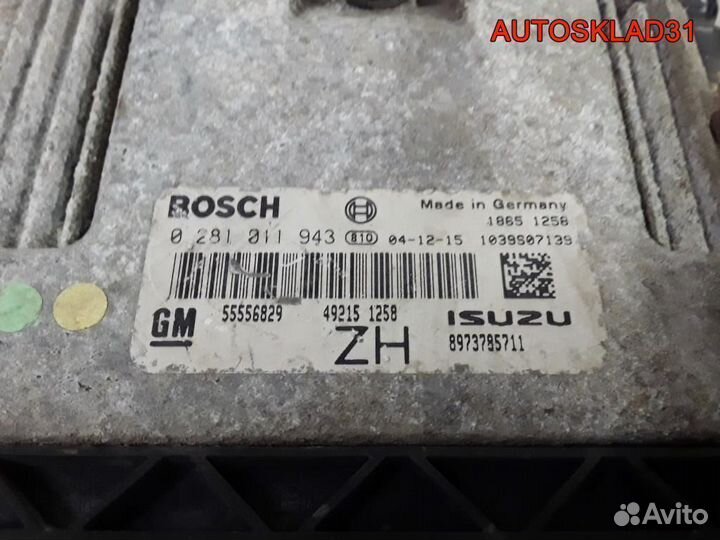 AUTOSKLAD31
BOSCH Made in Germany
1865 1258
0 281 011 943 810 04-12-15 1039S07139
55556829 49215 1258
GM ZH ISUZU
8973785711
Avito